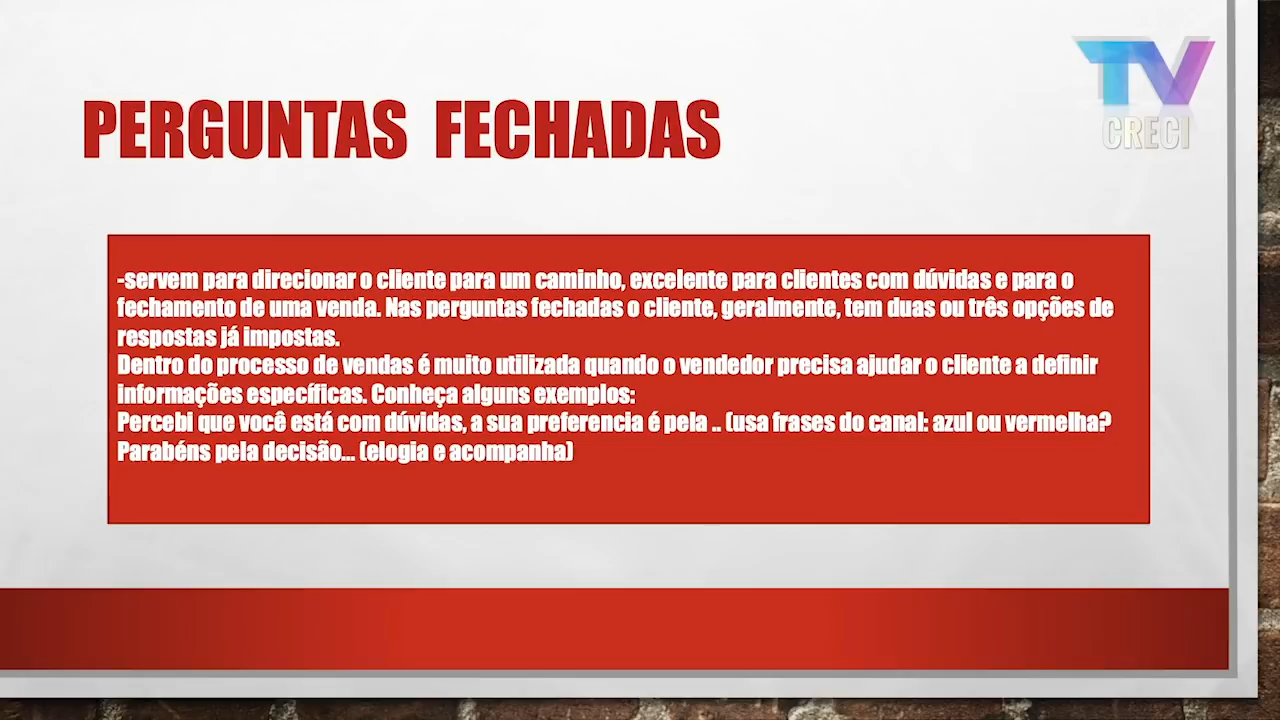 TV
CRECI
PERGUNTAS FECHADAS
-servem para direcionar o cliente para um caminho, excelente para clientes com dúvidas e para o
fechamento de uma venda. Nas perguntas fechadas o cliente, geralmente, tem duas ou três opções de
respostas já impostas.
Dentro do processo de vendas é muito utilizada quando o vendedor precisa ajudar o cliente a definir
informações específicas. Conheça alguns exemplos:
Percebi que você está com dúvidas, a sua preferencia é pela .. (usa frases do canal: azul ou vermelha?
Parabéns pela decisão... (elogia e acompanha)